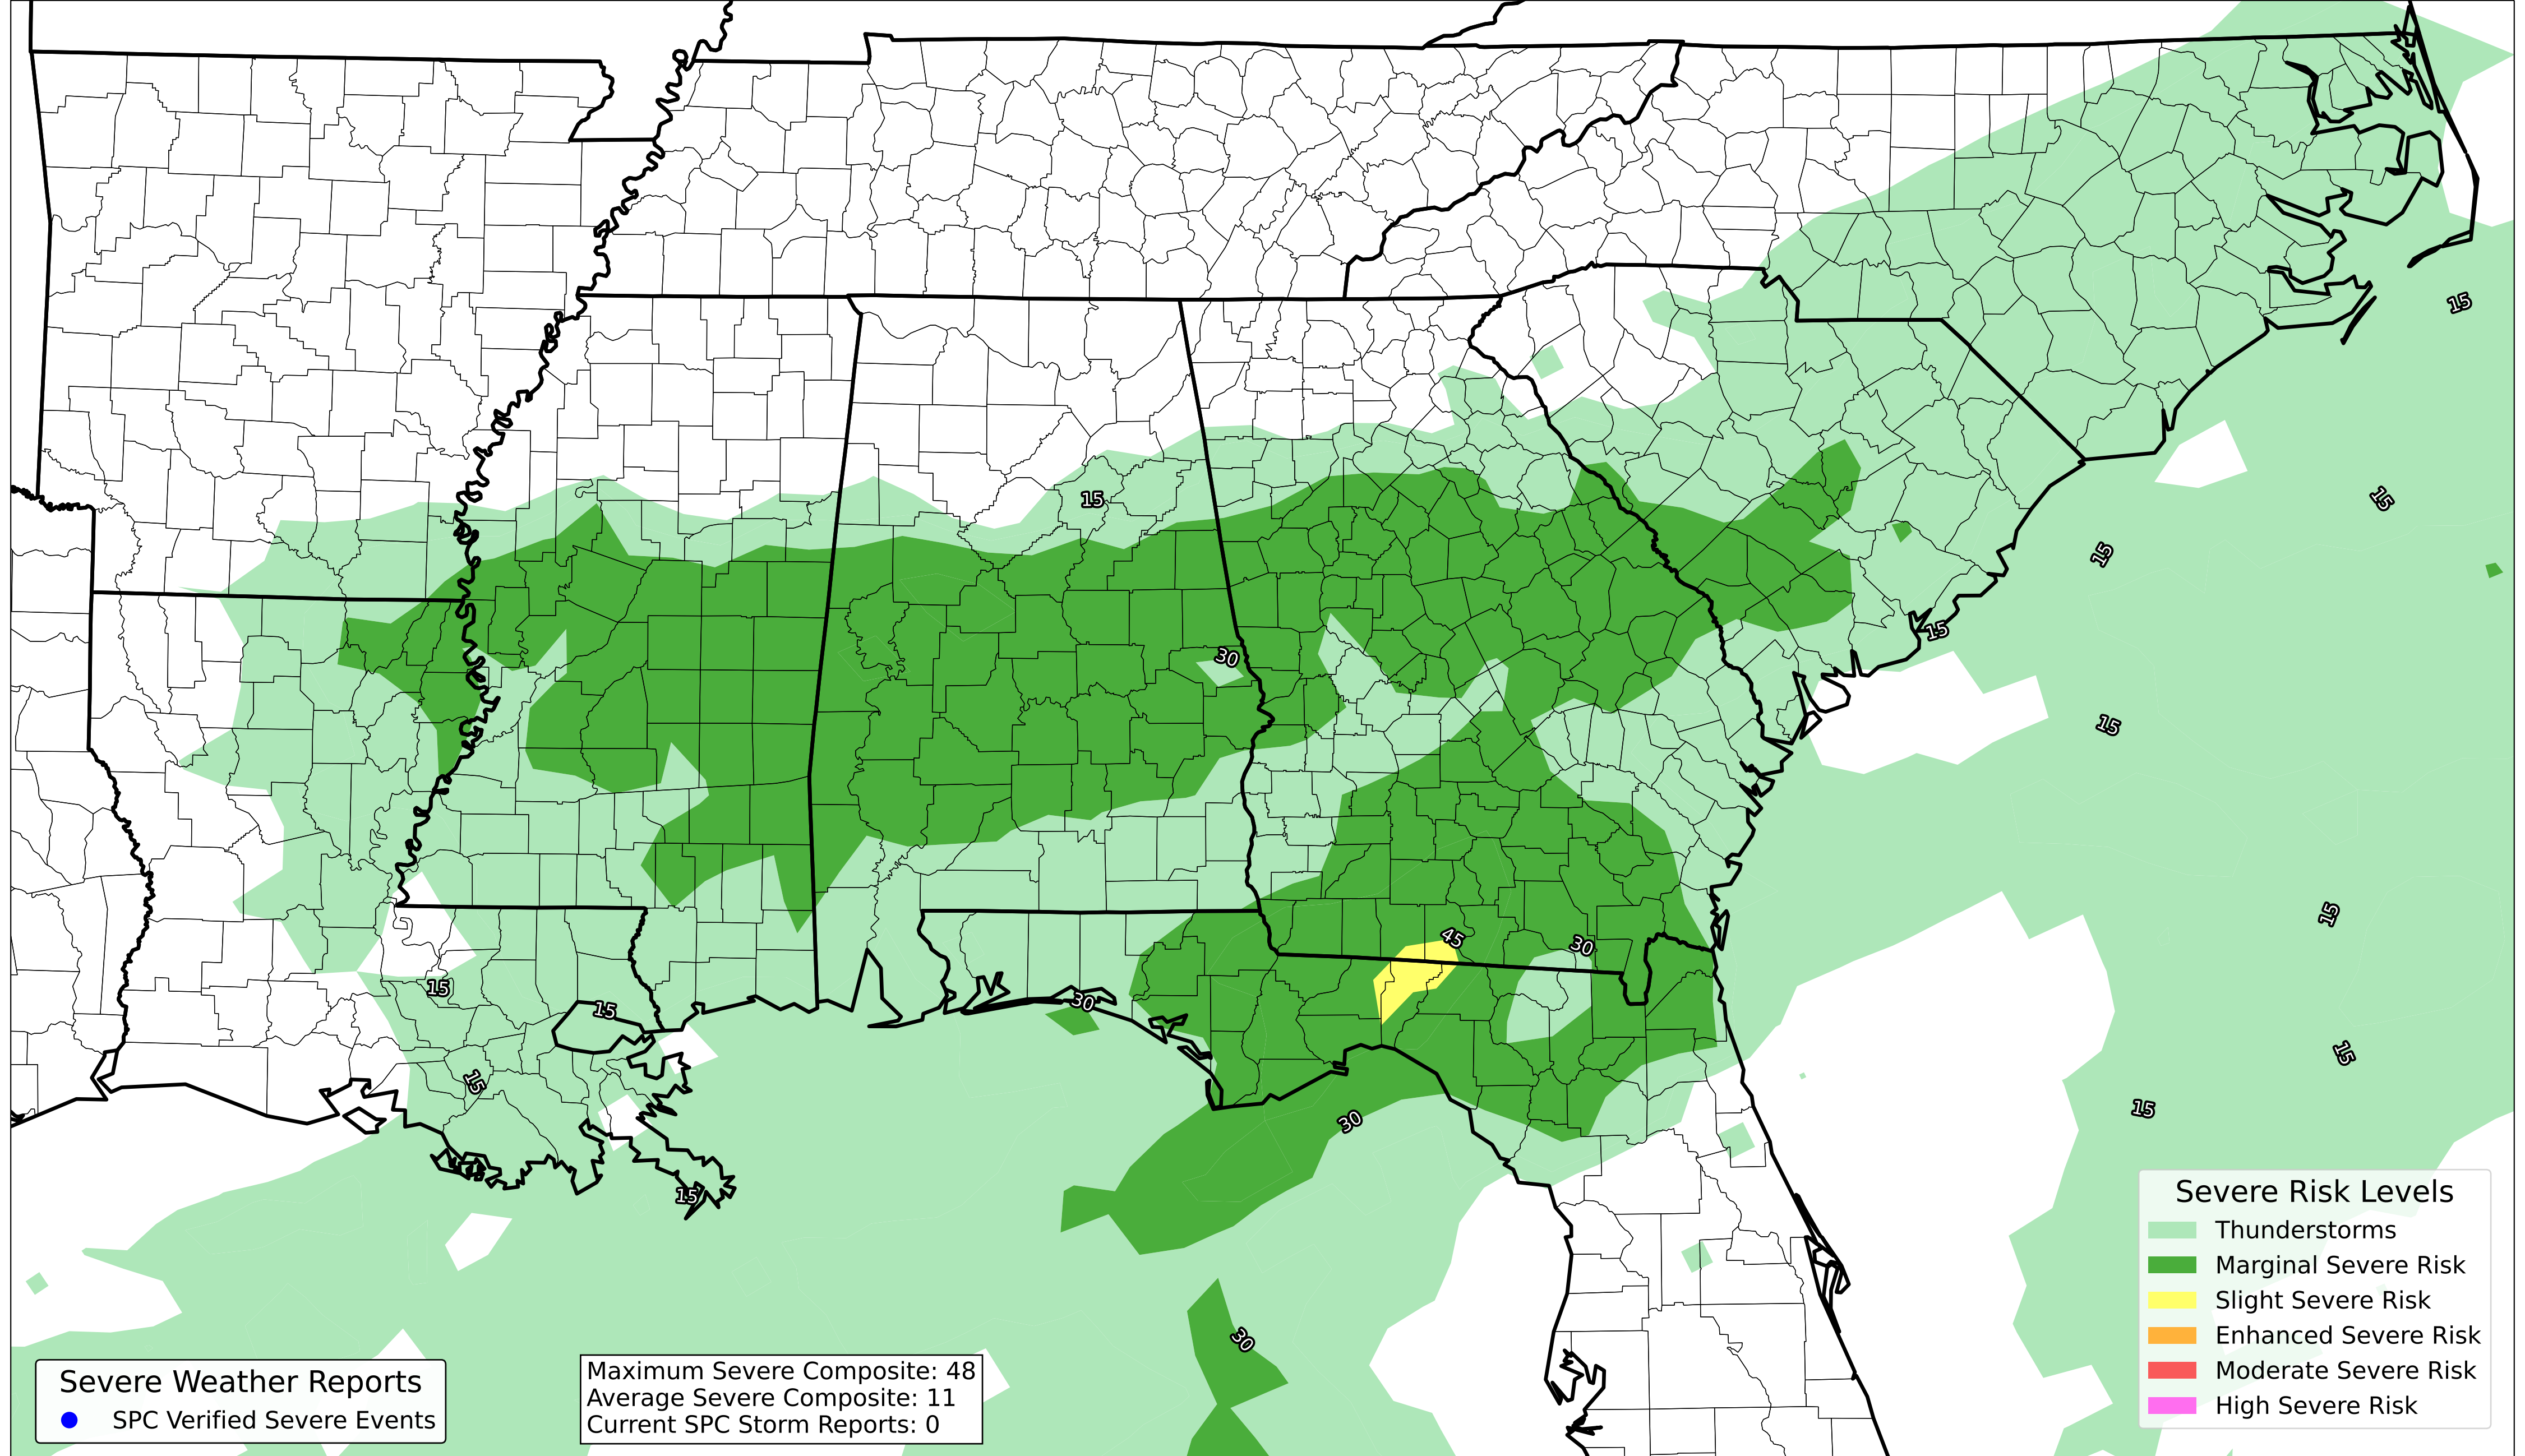 15
15
15
15
30
15
15
45
30
15
15
30
15
15
15
15
30
15
30
Severe Risk Levels
Thunderstorms
Marginal Severe Risk
Slight Severe Risk
Enhanced Severe Risk
Moderate Severe Risk
High Severe Risk
Severe Weather Reports
SPC Verified Severe Events
Maximum Severe Composite: 48
Average Severe Composite: 11
Current SPC Storm Reports: 0